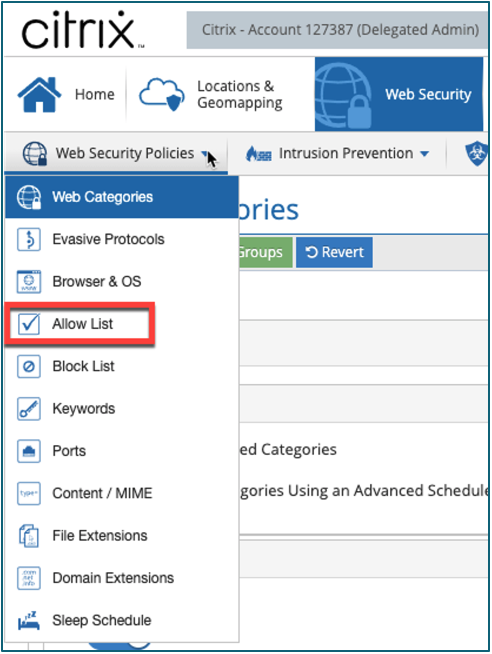 citrix™
Citrix - Account 127387 (Delegated Admin)
Home
Locations &
Geomapping
Web Security
Web Security Policies
Intrusion Prevention
Web Categories
ories
Groups
Revert
Evasive Protocols
Browser & OS
Allow List
Block List
Keywords
Ports
ed Categories
Content / MIME
gories Using an Advanced Schedule
File Extensions
Domain Extensions
Sleep Schedule